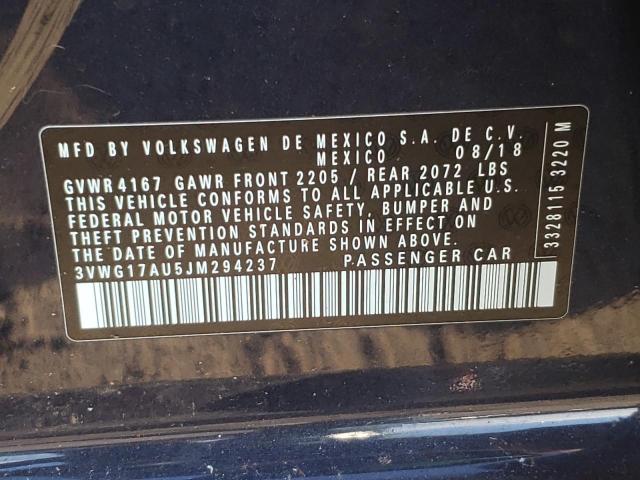 MFD BY VOLKSWAGEN DE MEXICO S.A. DE C.V.
MEXICO 08/18
GVWR4167 GAWR FRONT 2205 / REAR 2072 LBS
THIS VEHICLE CONFORMS TO ALL APPLICABLE U.S.
FEDERAL MOTOR VEHICLE SAFETY, BUMPER AND
THEFT PREVENTION STANDARDS IN EFFECT ON
THE DATE OF MANUFACTURE SHOWN ABOVE.
3VWG17AU5JM294237 PASSENGER CAR
3328115 3220 M